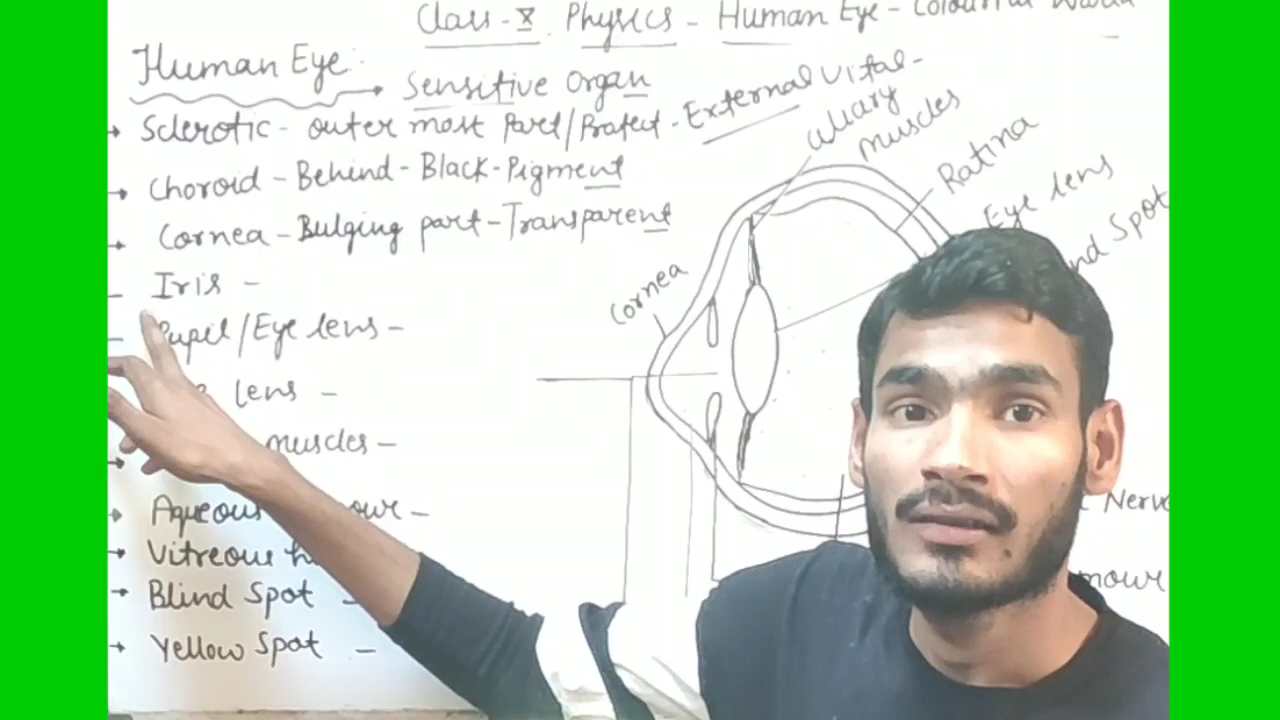 Class - X Physics - Human Eye - Colourful World
Human Eye
Sensitive Organ
Sclerotic - outer most Part/Protect - External Vital -
Choroid - Behind - Black - Pigment
Cornea - Bulging part - Transparent
Iris -
Pupil/Eye lens -
lens -
muscles -
Aqueous
Vitreous
Blind Spot -
Yellow Spot -
muscles
Ratina
Eye lens
Spot
Cornea